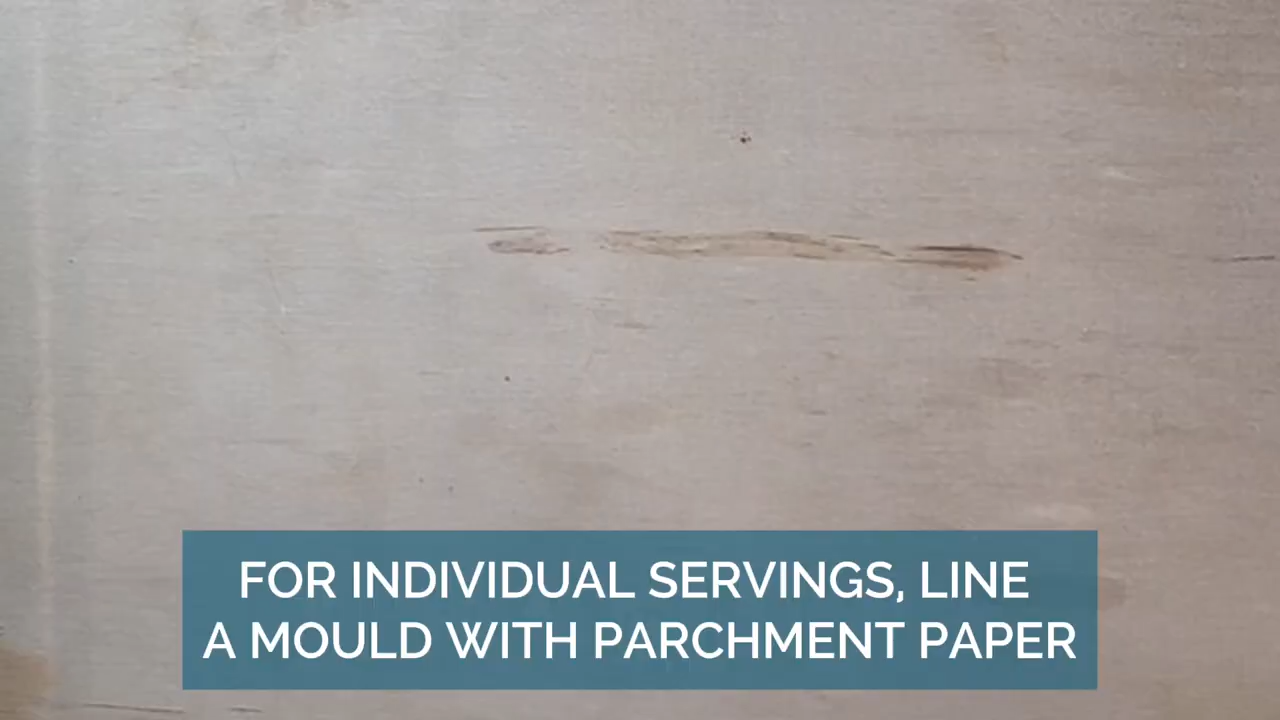 FOR INDIVIDUAL SERVINGS, LINE
A MOULD WITH PARCHMENT PAPER